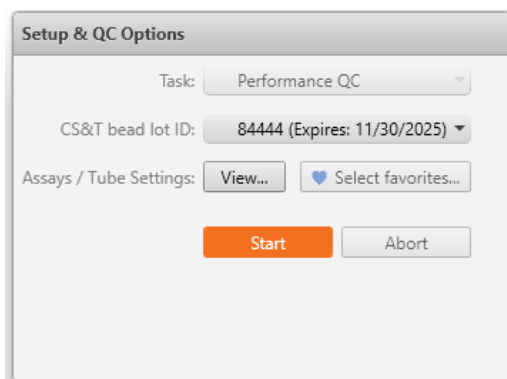 Setup & QC Options
Task: Performance QC
CS&T bead lot ID: 84444 (Expires: 11/30/2025)
Assays / Tube Settings: View... Select favorites...
Start Abort